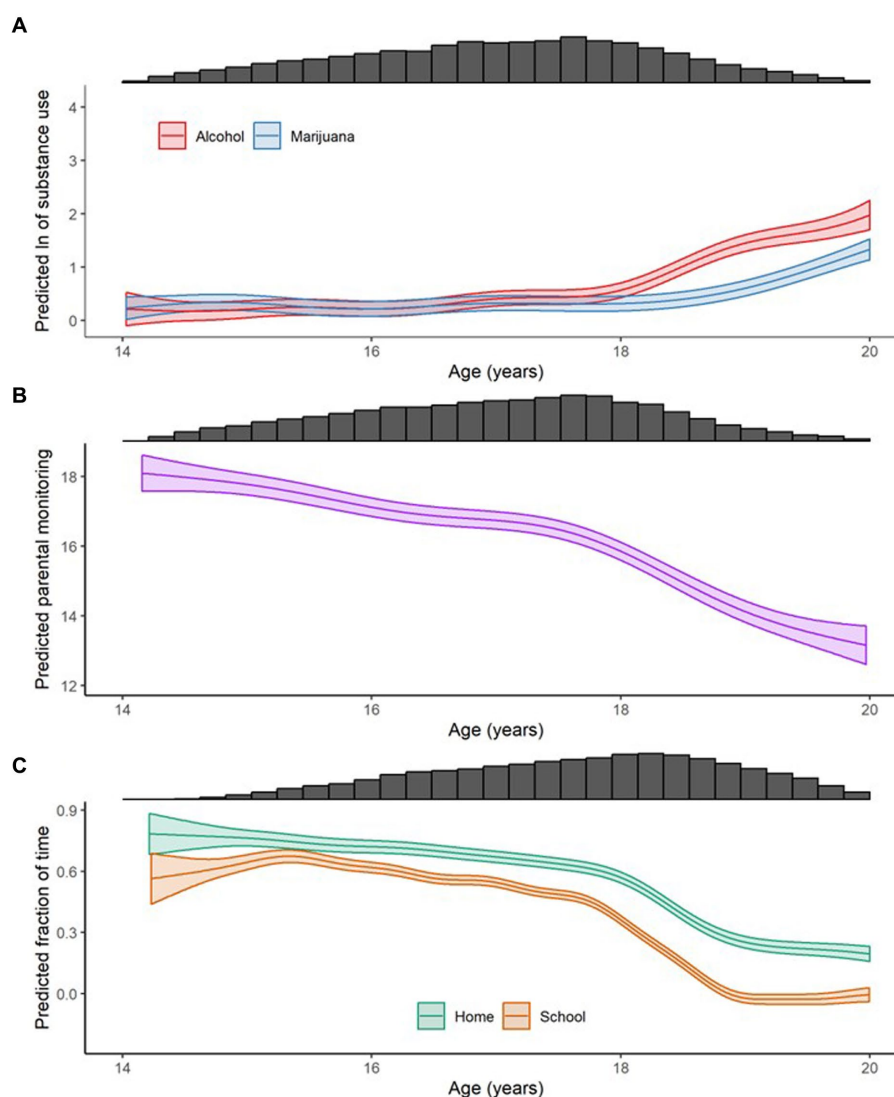 A
Predicted ln of substance use
4
3
2
1
0
Alcohol Marijuana
14 16 18 20
Age (years)
B
Predicted parental monitoring
18
16
14
12
14 16 18 20
Age (years)
C
Predicted fraction of time
0.9
0.6
0.3
0.0
Home School
14 16 18 20
Age (years)